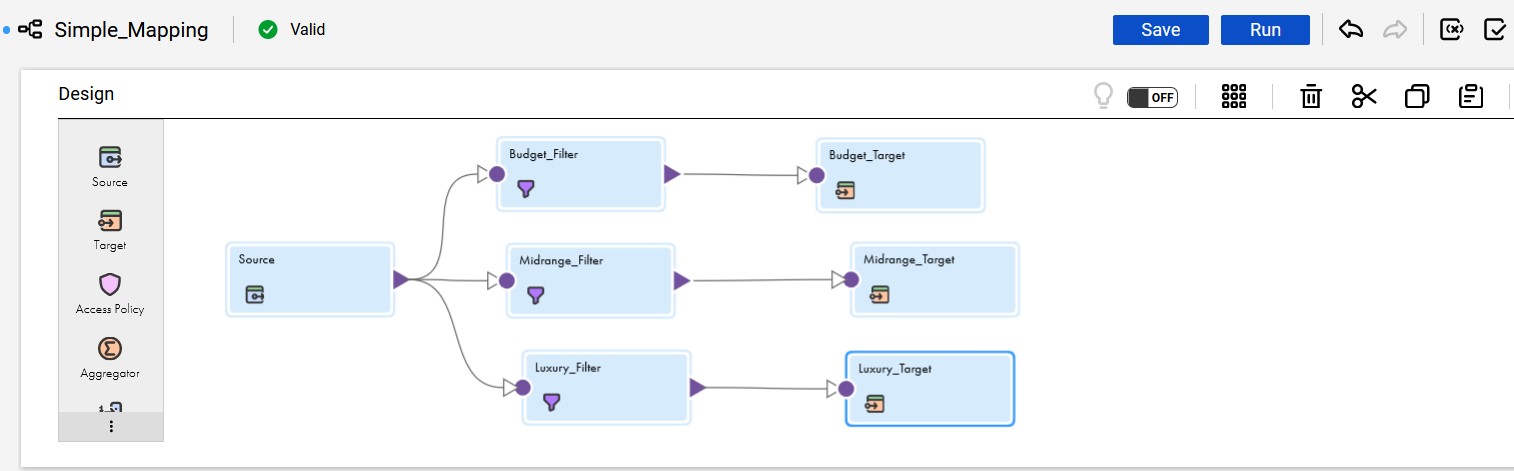 Simple_Mapping
Valid
Save
Run
Design
OFF
Source
Target
Access Policy
Aggregator
Budget_Filter
Budget_Target
Source
Midrange_Filter
Midrange_Target
Luxury_Filter
Luxury_Target